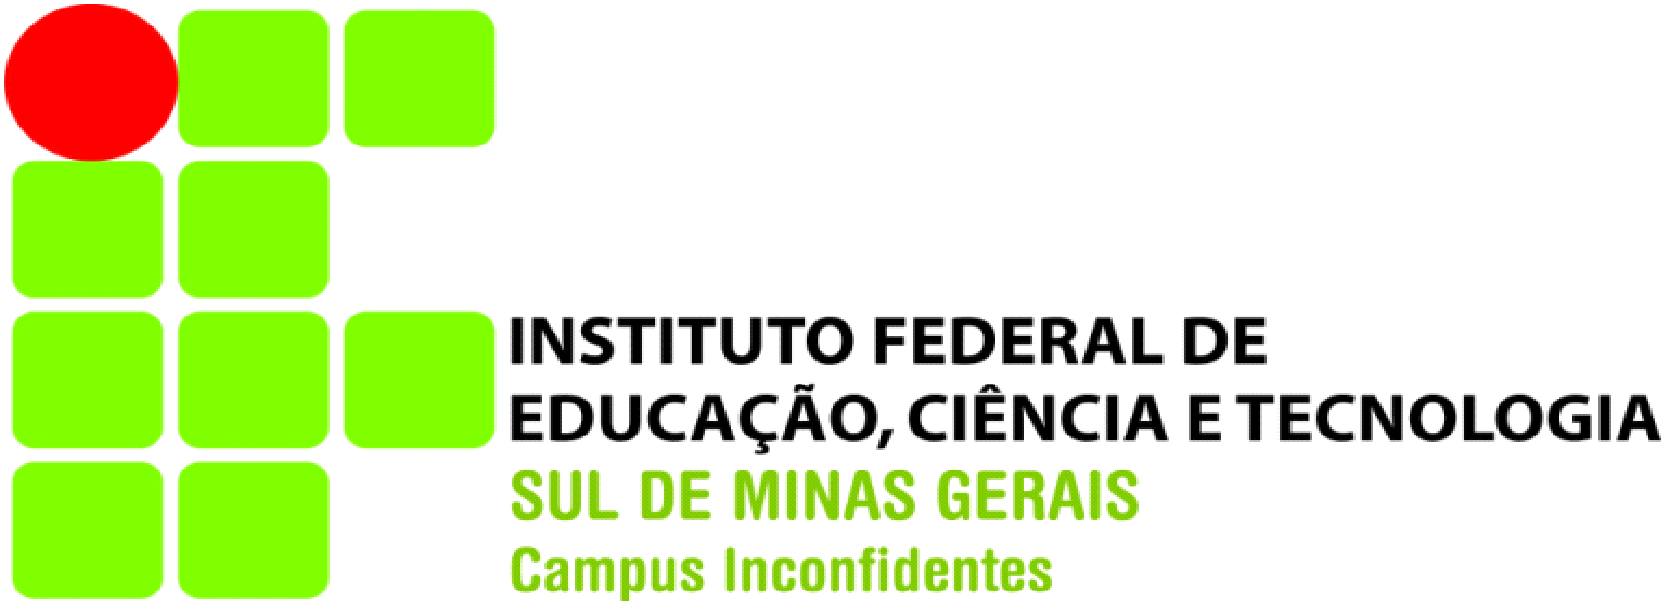 INSTITUTO FEDERAL DE
EDUCAÇÃO, CIÊNCIA E TECNOLOGIA
SUL DE MINAS GERAIS
Campus Inconfidentes